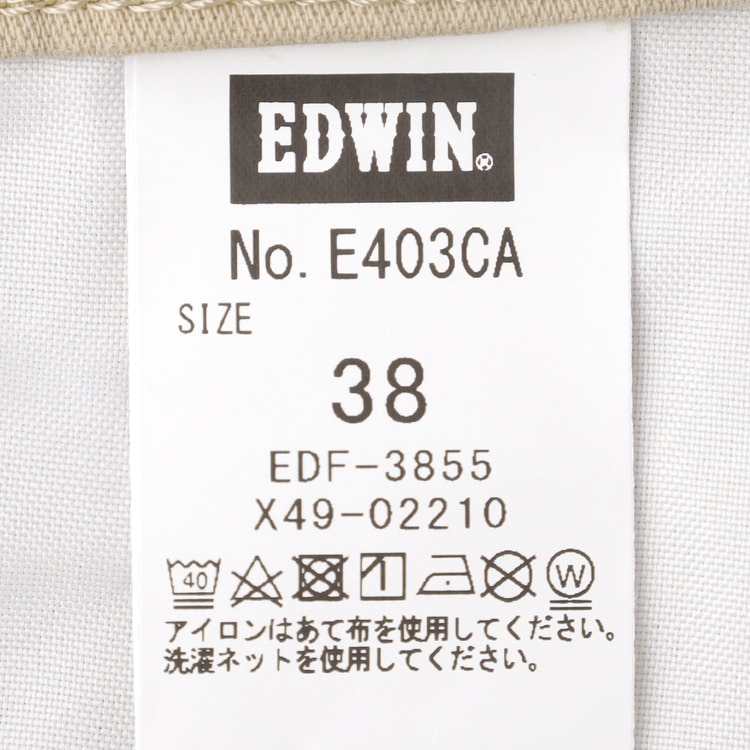 EDWIN®
No. E403CA
SIZE
38
EDF-3855
X49-02210
40 W
アイロンはあて布を使用してください。
洗濯ネットを使用してください。